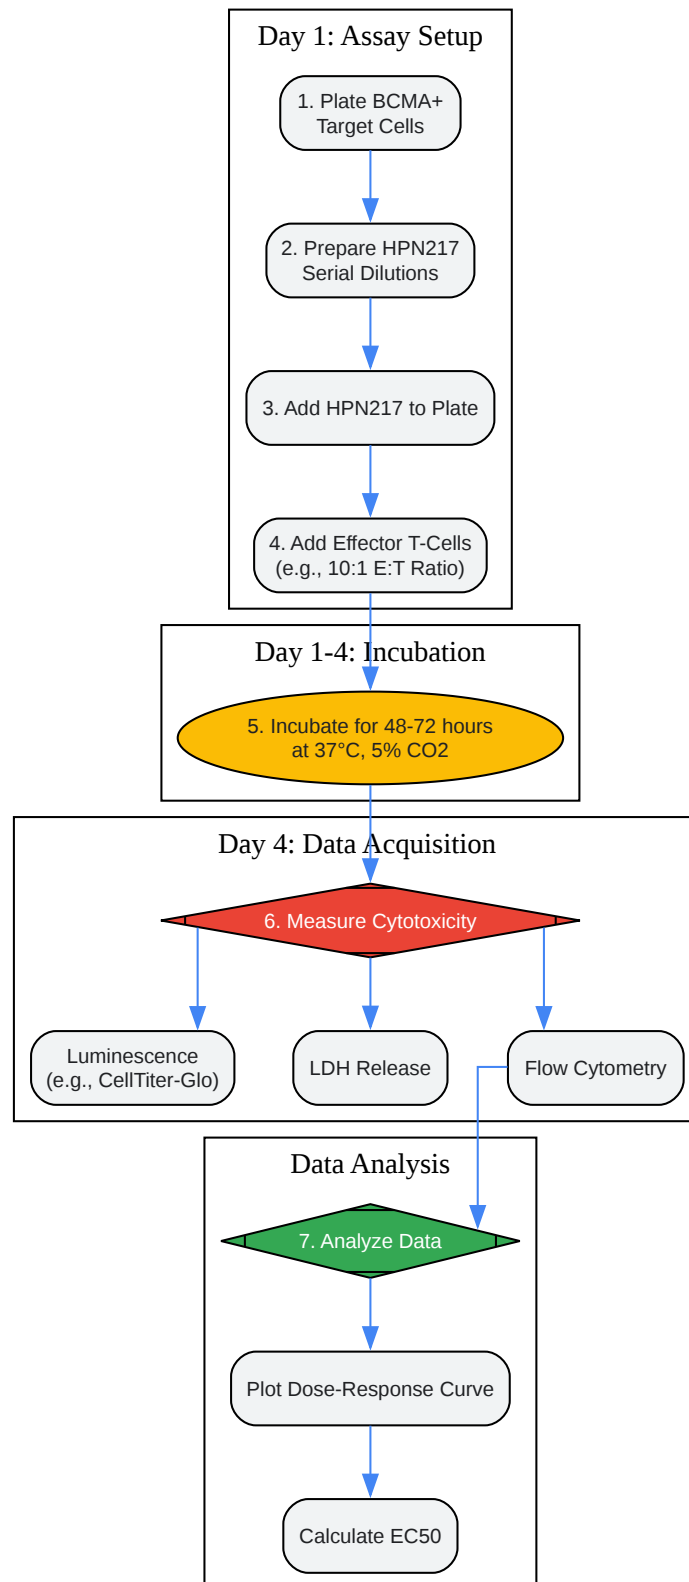 Day 1: Assay Setup
1. Plate BCMA+
Target Cells
2. Prepare HPN217
Serial Dilutions
3. Add HPN217 to Plate
4. Add Effector T-Cells
(e.g., 10:1 E:T Ratio)
Day 1-4: Incubation
5. Incubate for 48-72 hours
at 37°C, 5% CO2
Day 4: Data Acquisition
6. Measure Cytotoxicity
Luminescence
(e.g., CellTiter-Glo)
LDH Release
Flow Cytometry
Data Analysis
7. Analyze Data
Plot Dose-Response Curve
Calculate EC50